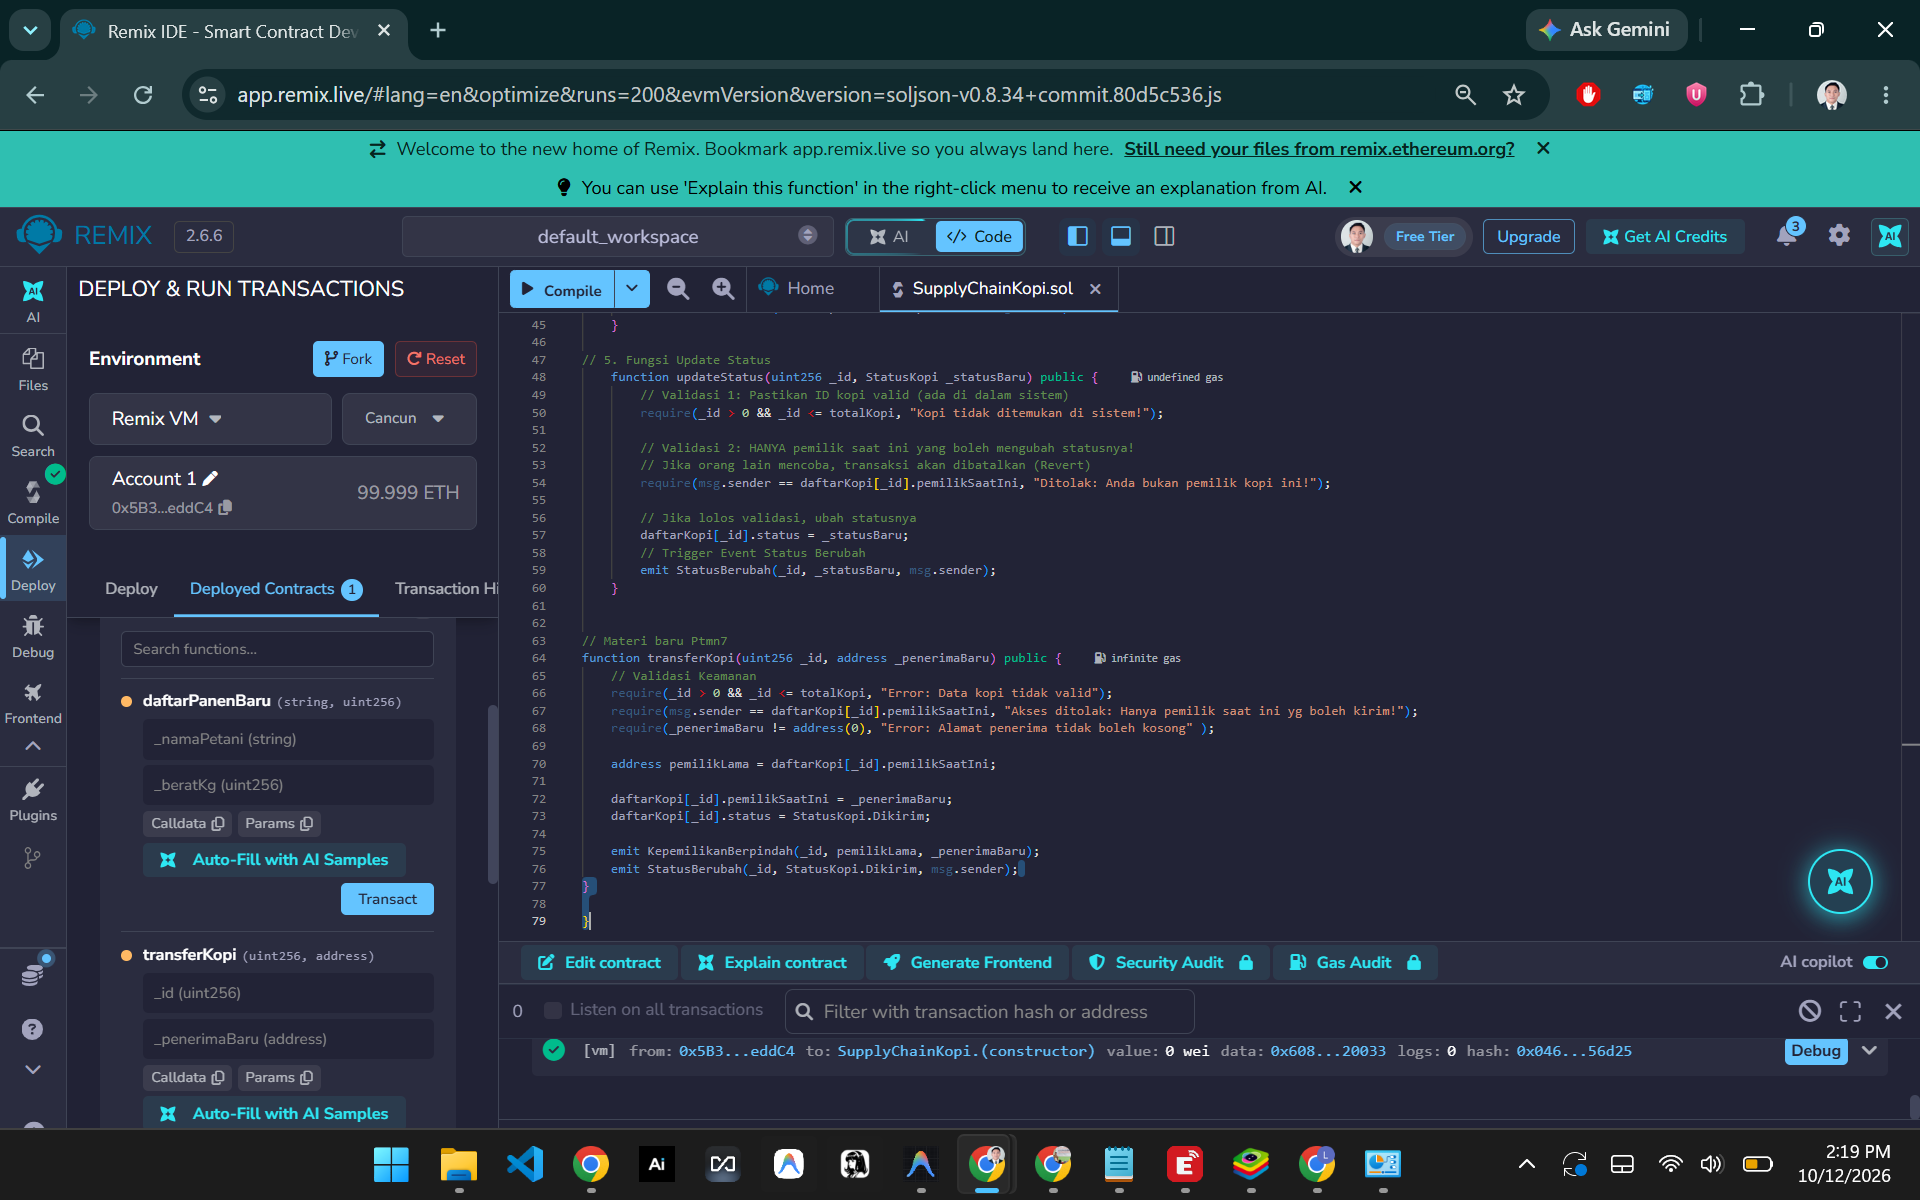 Remix IDE - Smart Contract Dev
Ask Gemini
app.remix.live/#lang=en&optimize&runs=200&evmVersion&version=soljson-v0.8.34+commit.80d5c536.js
Welcome to the new home of Remix. Bookmark app.remix.live so you always land here. Still need your files from remix.ethereum.org?
You can use 'Explain this function' in the right-click menu to receive an explanation from AI.
REMIX
2.6.6
default_workspace
AI
</> Code
Free Tier
Upgrade
Get AI Credits
3
AI
AI
AI
Files
Search
Compile
Deploy
Debug
Frontend
Plugins
DEPLOY & RUN TRANSACTIONS
Environment
Fork
Reset
Remix VM
Cancun
Account 1
99.999 ETH
0x5B3...eddC4
Deploy
Deployed Contracts 1
Transaction Hi
Search functions...
daftarPanenBaru (string, uint256)
_namaPetani (string)
_beratKg (uint256)
Calldata
Params
Auto-Fill with AI Samples
Transact
transferKopi (uint256, address)
_id (uint256)
_penerimaBaru (address)
Calldata
Params
Auto-Fill with AI Samples
Compile
Home
SupplyChainKopi.sol
45 }
46
47 // 5. Fungsi Update Status
48 function updateStatus(uint256 _id, StatusKopi _statusBaru) public { undefined gas
49 // Validasi 1: Pastikan ID kopi valid (ada di dalam sistem)
50 require(_id > 0 && _id <= totalKopi, "Kopi tidak ditemukan di sistem!");
51
52 // Validasi 2: HANYA pemilik saat ini yang boleh mengubah statusnya!
53 // Jika orang lain mencoba, transaksi akan dibatalkan (Revert)
54 require(msg.sender == daftarKopi[_id].pemilikSaatIni, "Ditolak: Anda bukan pemilik kopi ini!");
55
56 // Jika lolos validasi, ubah statusnya
57 daftarKopi[_id].status = _statusBaru;
58 // Trigger Event Status Berubah
59 emit StatusBerubah(_id, _statusBaru, msg.sender);
60 }
61
62
63 // Materi baru Ptmn7
64 function transferKopi(uint256 _id, address _penerimaBaru) public { infinite gas
65 // Validasi Keamanan
66 require(_id > 0 && _id <= totalKopi, "Error: Data kopi tidak valid");
67 require(msg.sender == daftarKopi[_id].pemilikSaatIni, "Akses ditolak: Hanya pemilik saat ini yg boleh kirim!");
68 require(_penerimaBaru != address(0), "Error: Alamat penerima tidak boleh kosong" );
69
70 address pemilikLama = daftarKopi[_id].pemilikSaatIni;
71
72 daftarKopi[_id].pemilikSaatIni = _penerimaBaru;
73 daftarKopi[_id].status = StatusKopi.Dikirim;
74
75 emit KepemilikanBerpindah(_id, pemilikLama, _penerimaBaru);
76 emit StatusBerubah(_id, StatusKopi.Dikirim, msg.sender);
77 }
78
79 }
AI
Edit contract
Explain contract
Generate Frontend
Security Audit
Gas Audit
AI copilot
0
Listen on all transactions
Filter with transaction hash or address
[vm] from: 0x5B3...eddC4 to: SupplyChainKopi.(constructor) value: 0 wei data: 0x608...20033 logs: 0 hash: 0x046...56d25
Debug
Ai
2:19 PM
10/12/2026